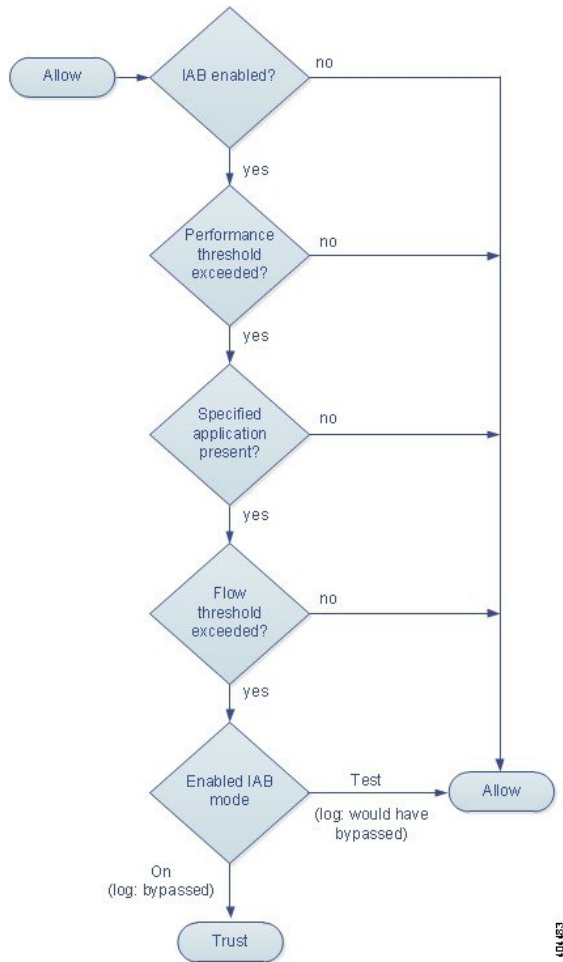 Allow
IAB enabled?
no
yes
Performance
threshold
exceeded?
no
yes
Specified
application
present?
no
yes
Flow
threshold
exceeded?
no
yes
Enabled IAB
mode
Test
(log: would have
bypassed)
Allow
On
(log: bypassed)
Trust